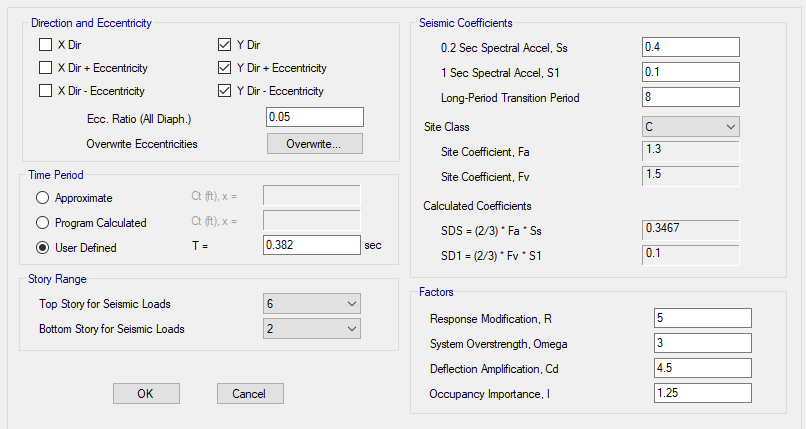 Direction and Eccentricity
X Dir
Y Dir
X Dir + Eccentricity
Y Dir + Eccentricity
X Dir - Eccentricity
Y Dir - Eccentricity
Ecc. Ratio (All Diaph.)
0.05
Overwrite Eccentricities
Overwrite...
Time Period
Approximate
Ct (ft), x =
Program Calculated
Ct (ft), x =
User Defined
T =
0.382
sec
Story Range
Top Story for Seismic Loads
6
Bottom Story for Seismic Loads
2
OK
Cancel
Seismic Coefficients
0.2 Sec Spectral Accel, Ss
0.4
1 Sec Spectral Accel, S1
0.1
Long-Period Transition Period
8
Site Class
C
Site Coefficient, Fa
1.3
Site Coefficient, Fv
1.5
Calculated Coefficients
SDS = (2/3) * Fa * Ss
0.3467
SD1 = (2/3) * Fv * S1
0.1
Factors
Response Modification, R
5
System Overstrength, Omega
3
Deflection Amplification, Cd
4.5
Occupancy Importance, I
1.25